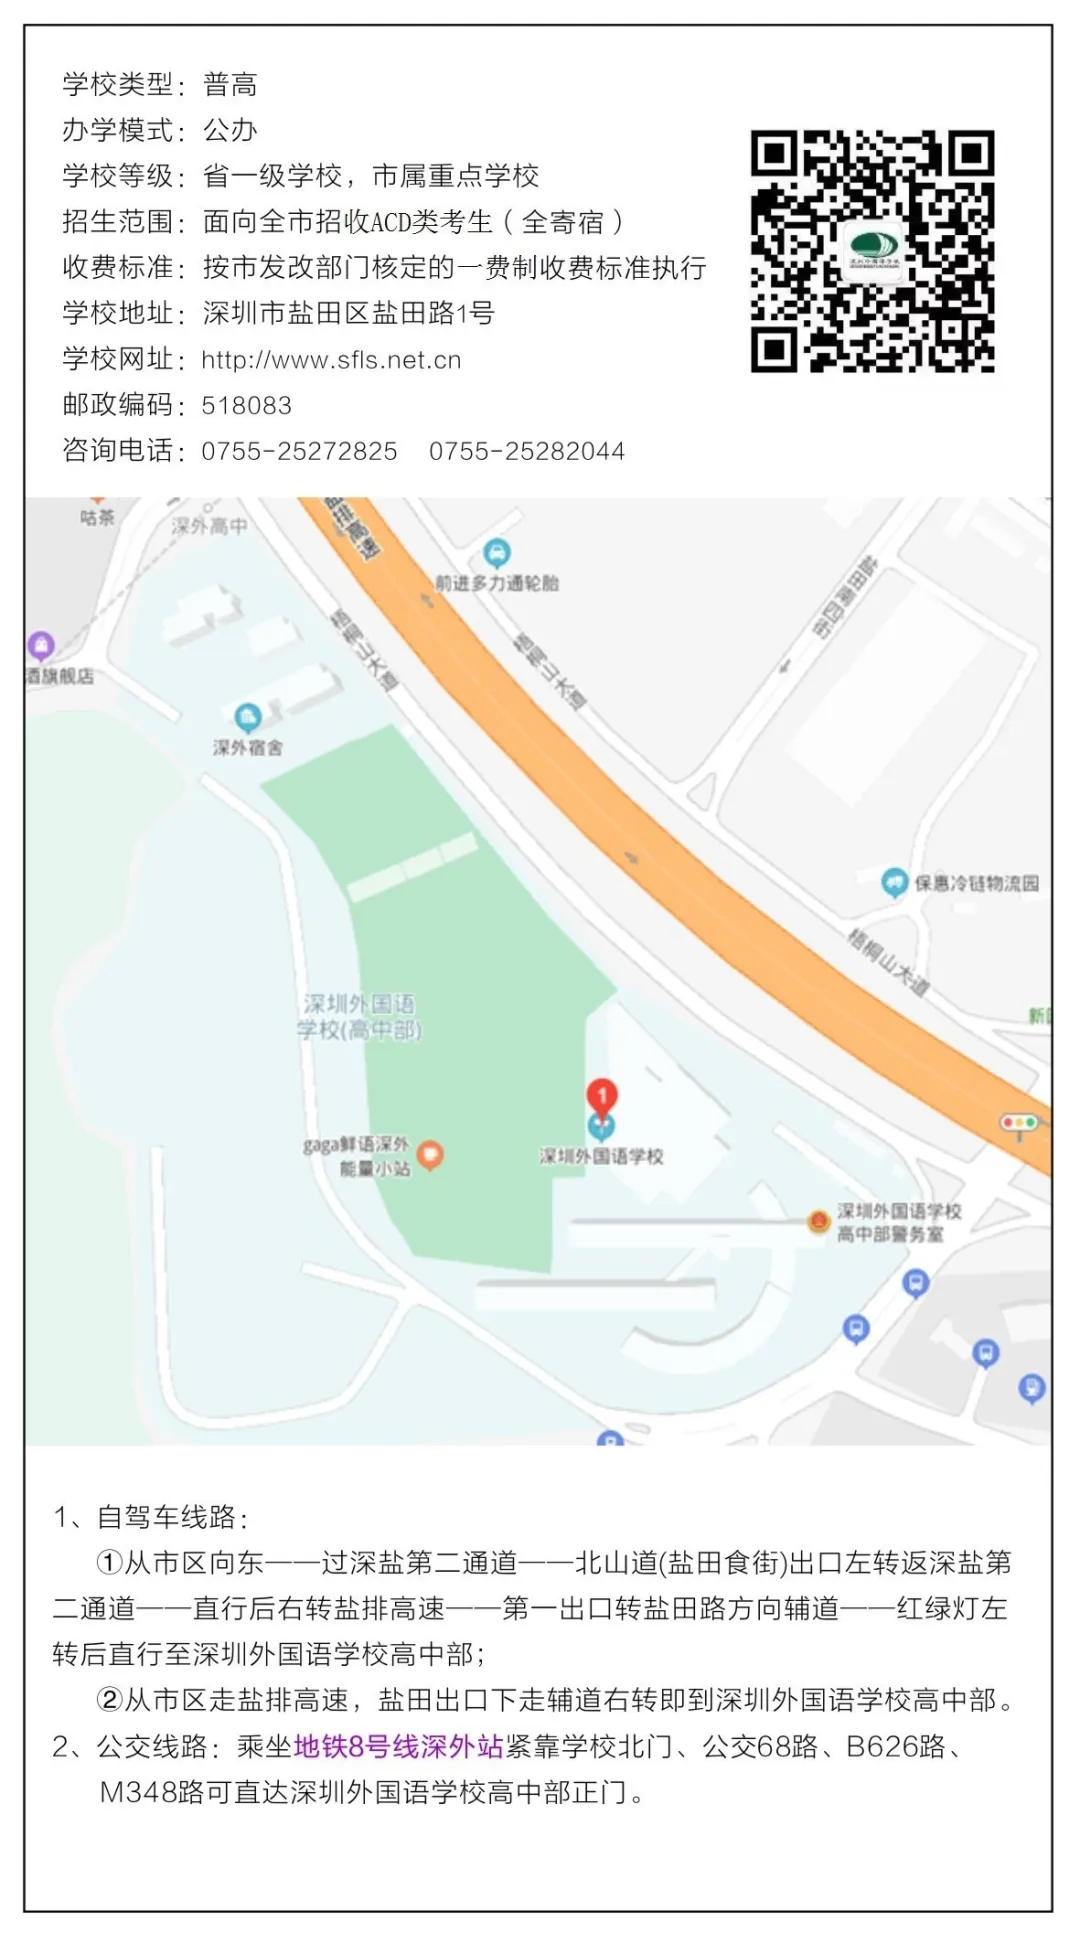 学校类型：普高
办学模式：公办
学校等级：省一级学校，市属重点学校
招生范围：面向全市招收ACD类考生（全寄宿）
收费标准：按市发改部门核定的一费制收费标准执行
学校地址：深圳市盐田区盐田路1号
学校网址：http://www.sfls.net.cn
邮政编码：518083
咨询电话：0755-25272825 0755-25282044
咕茶
深外高中
盐排高速
前进多力通轮胎
盐田南四街
梧桐山大道
梧桐山大道
酒旗舰店
深外宿舍
保惠冷链物流园
梧桐山大道
深圳外国语
学校(高中部)
1
gaga鲜语深外
能量小站
深圳外国语学校
深圳外国语学校
高中部警务室
1、自驾车线路：
①从市区向东——过深盐第二通道——北山道(盐田食街)出口左转返深盐第
二通道——直行后右转盐排高速——第一出口转盐田路方向辅道——红绿灯左
转后直行至深圳外国语学校高中部；
②从市区走盐排高速，盐田出口下走辅道右转即到深圳外国语学校高中部。
2、公交线路：乘坐地铁8号线深外站紧靠学校北门、公交68路、B626路、
M348路可直达深圳外国语学校高中部正门。